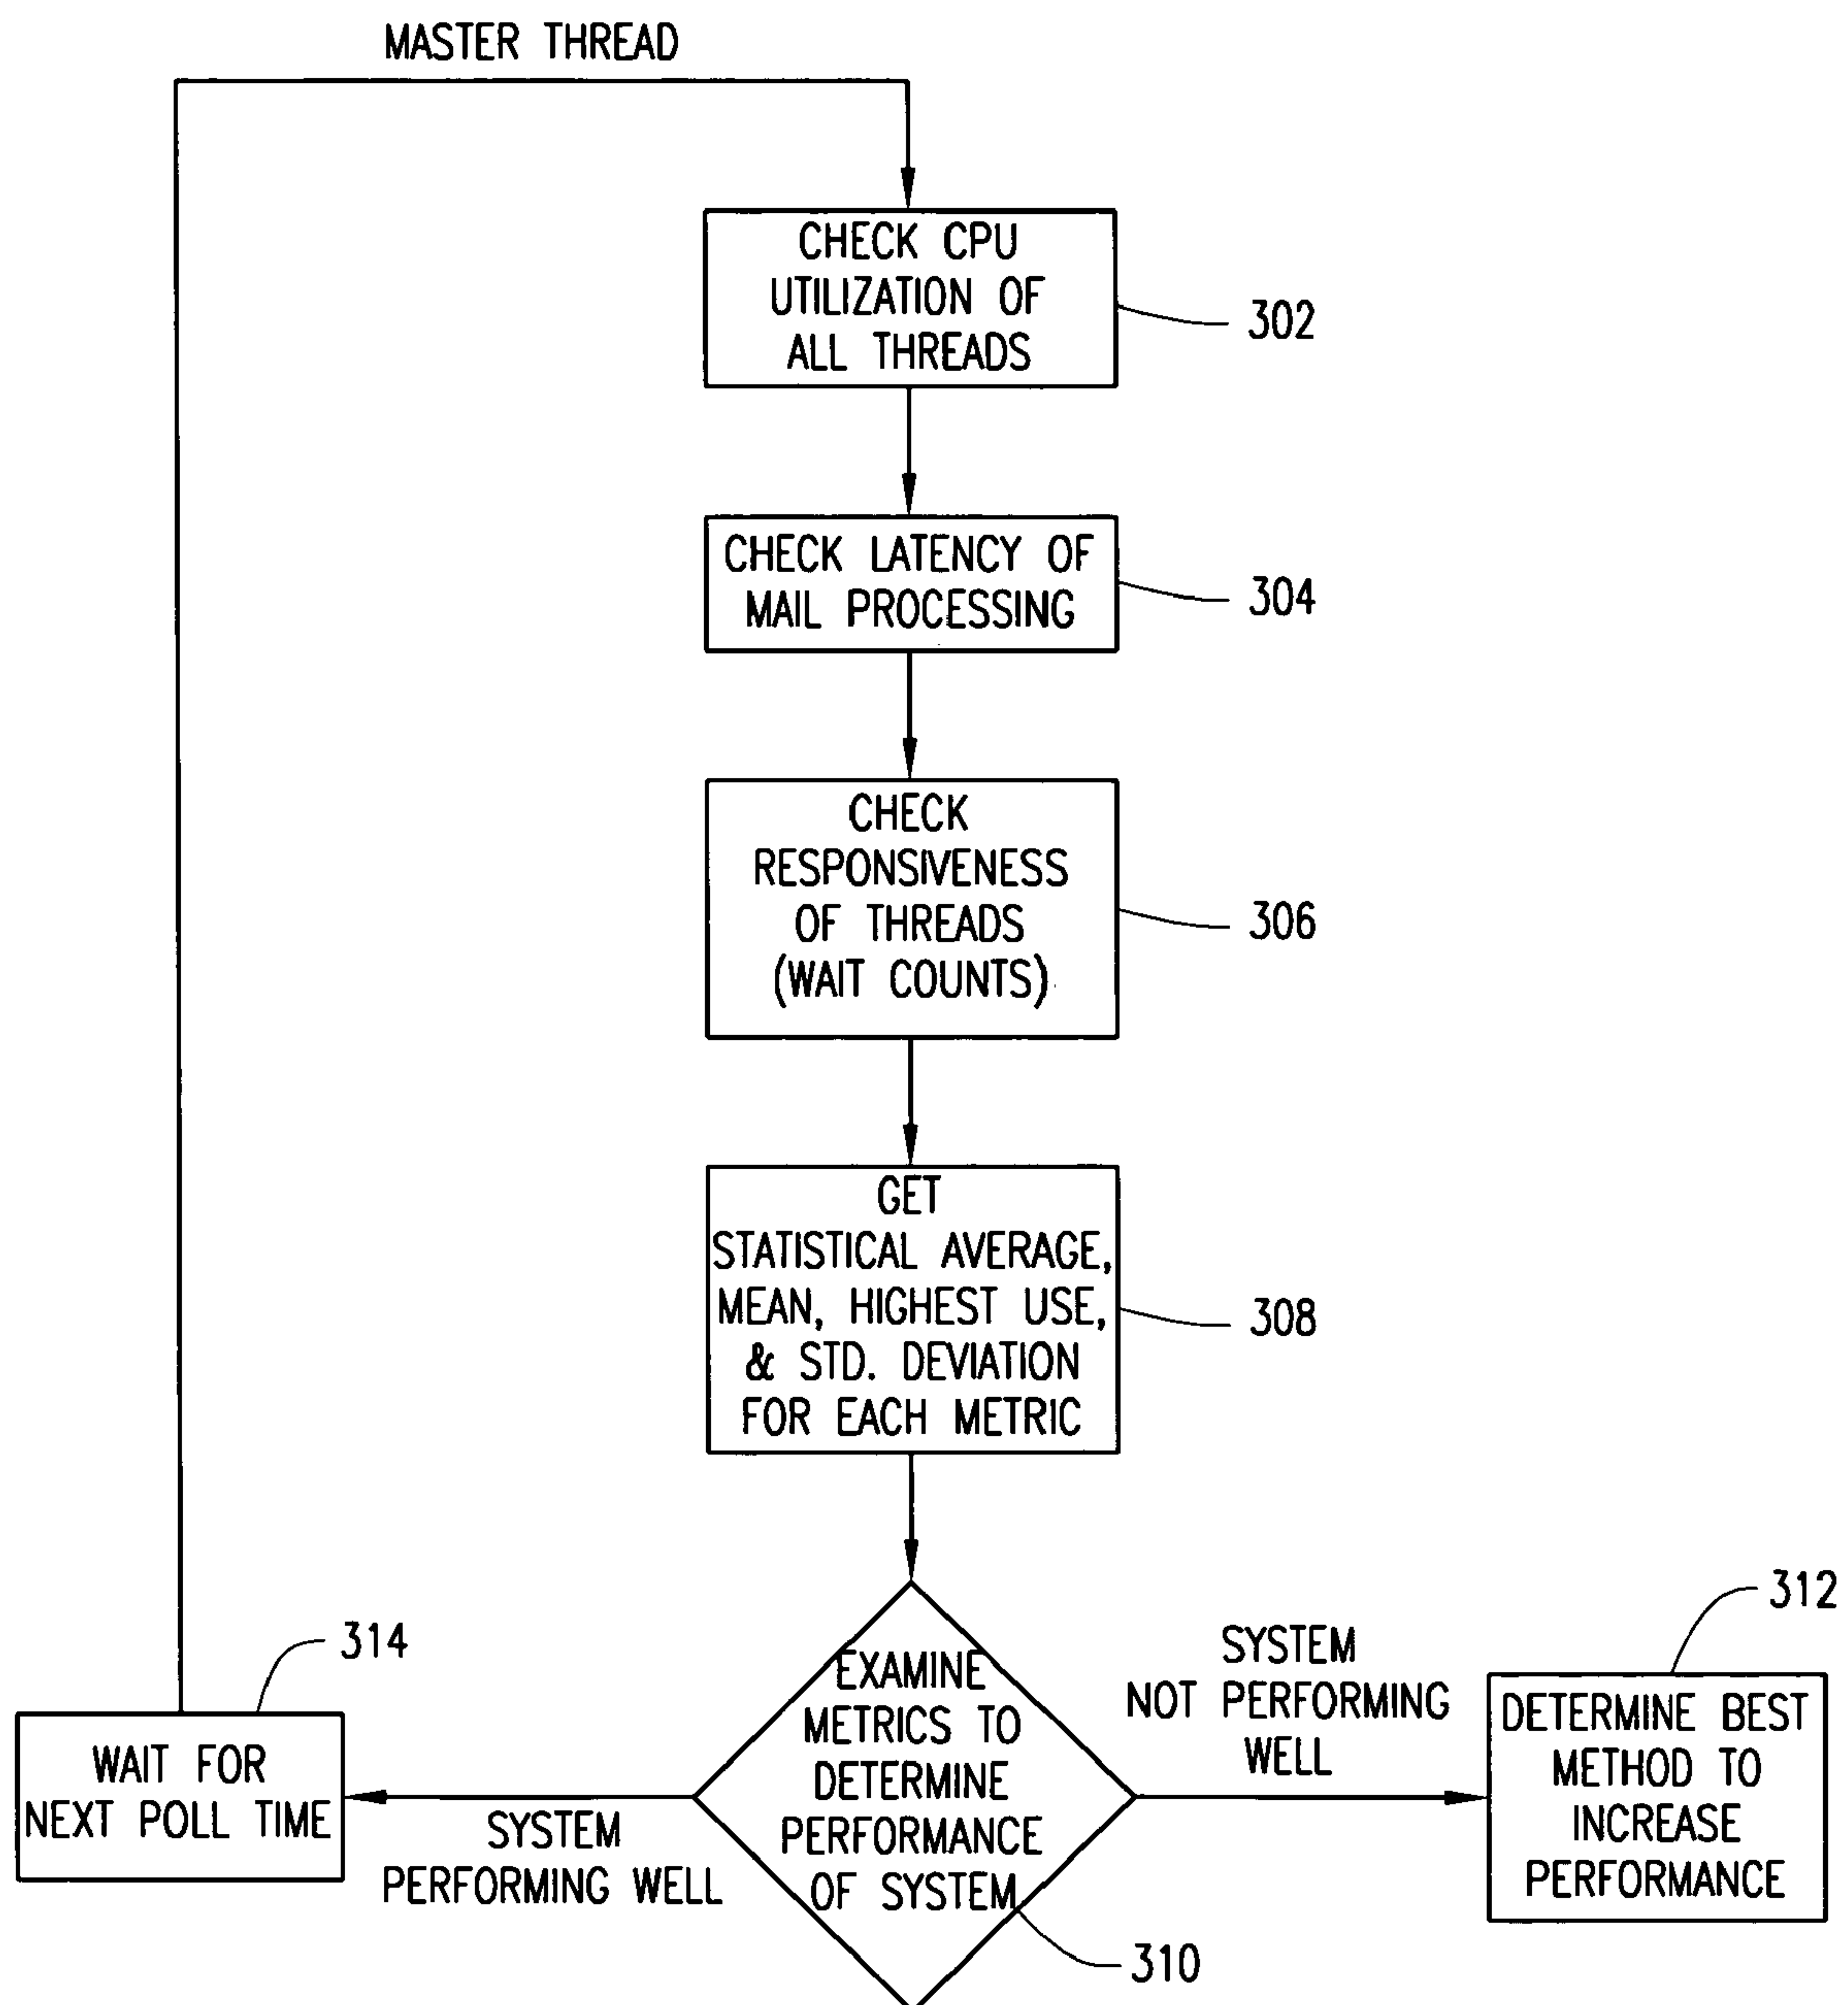 MASTER THREAD
CHECK CPU
UTILIZATION OF
ALL THREADS
302
CHECK LATENCY OF
MAIL PROCESSING
304
CHECK
RESPONSIVENESS
OF THREADS
(WAIT COUNTS)
306
GET
STATISTICAL AVERAGE,
MEAN, HIGHEST USE,
& STD. DEVIATION
FOR EACH METRIC
308
EXAMINE
METRICS TO
DETERMINE
PERFORMANCE
OF SYSTEM
310
SYSTEM
NOT PERFORMING
WELL
312
DETERMINE BEST
METHOD TO
INCREASE
PERFORMANCE
SYSTEM
PERFORMING WELL
314
WAIT FOR
NEXT POLL TIME